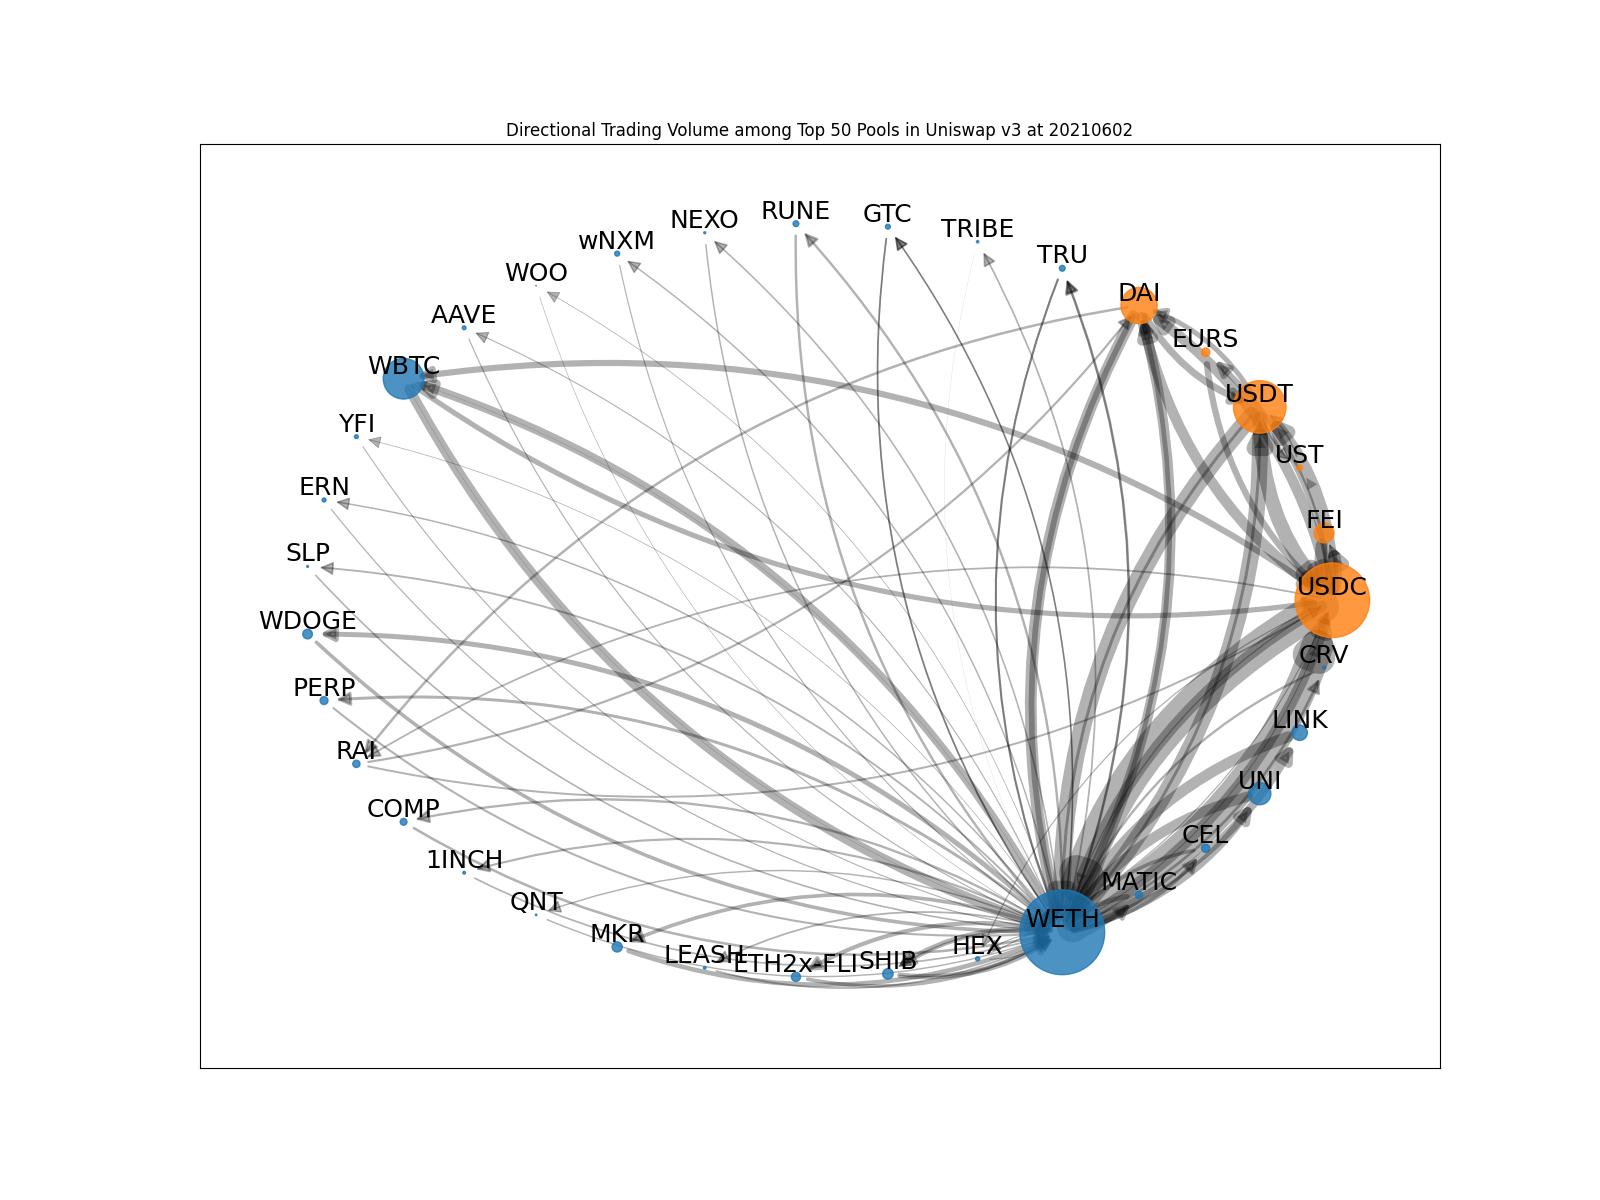 Directional Trading Volume among Top 50 Pools in Uniswap v3 at 20210602
RUNE
GTC
NEXO
TRIBE
wNXM
TRU
WOO
DAI
AAVE
EURS
WBTC
USDT
YFI
UST
ERN
FEI
SLP
USDC
WDOGE
CRV
PERP
LINK
RAI
UNI
COMP
CEL
1INCH
MATIC
QNT
WETH
MKR
HEX
LEASH
ETH2x-FLI
SHIB